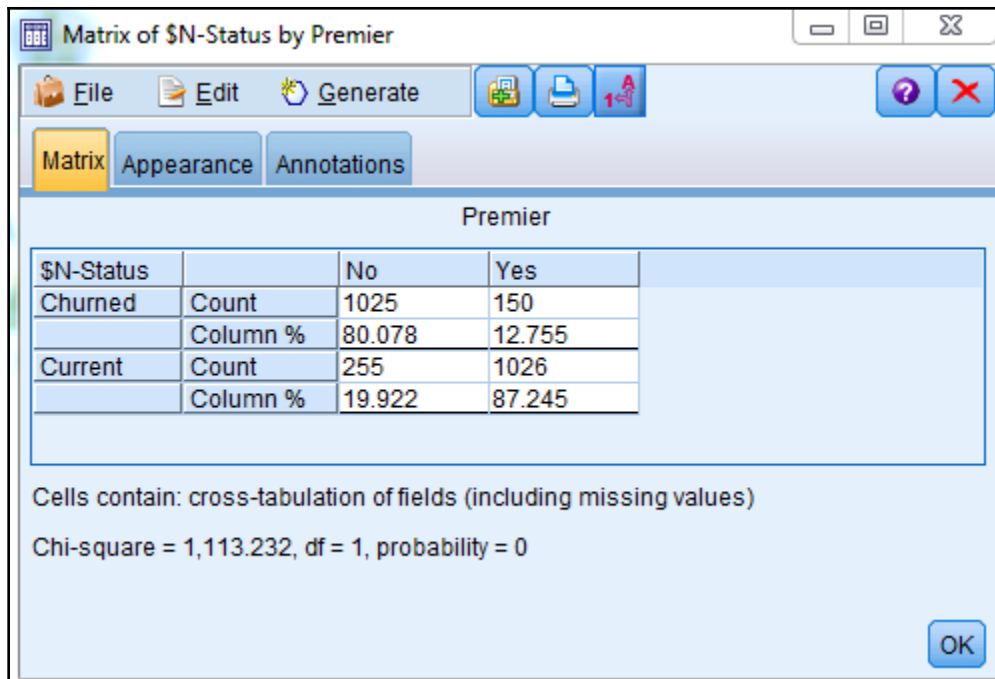 Matrix of $N-Status by Premier
File Edit Generate
Matrix Appearance Annotations
Premier
$N-Status No Yes
Churned Count 1025 150
Column % 80.078 12.755
Current Count 255 1026
Column % 19.922 87.245
Cells contain: cross-tabulation of fields (including missing values)
Chi-square = 1,113.232, df = 1, probability = 0
OK